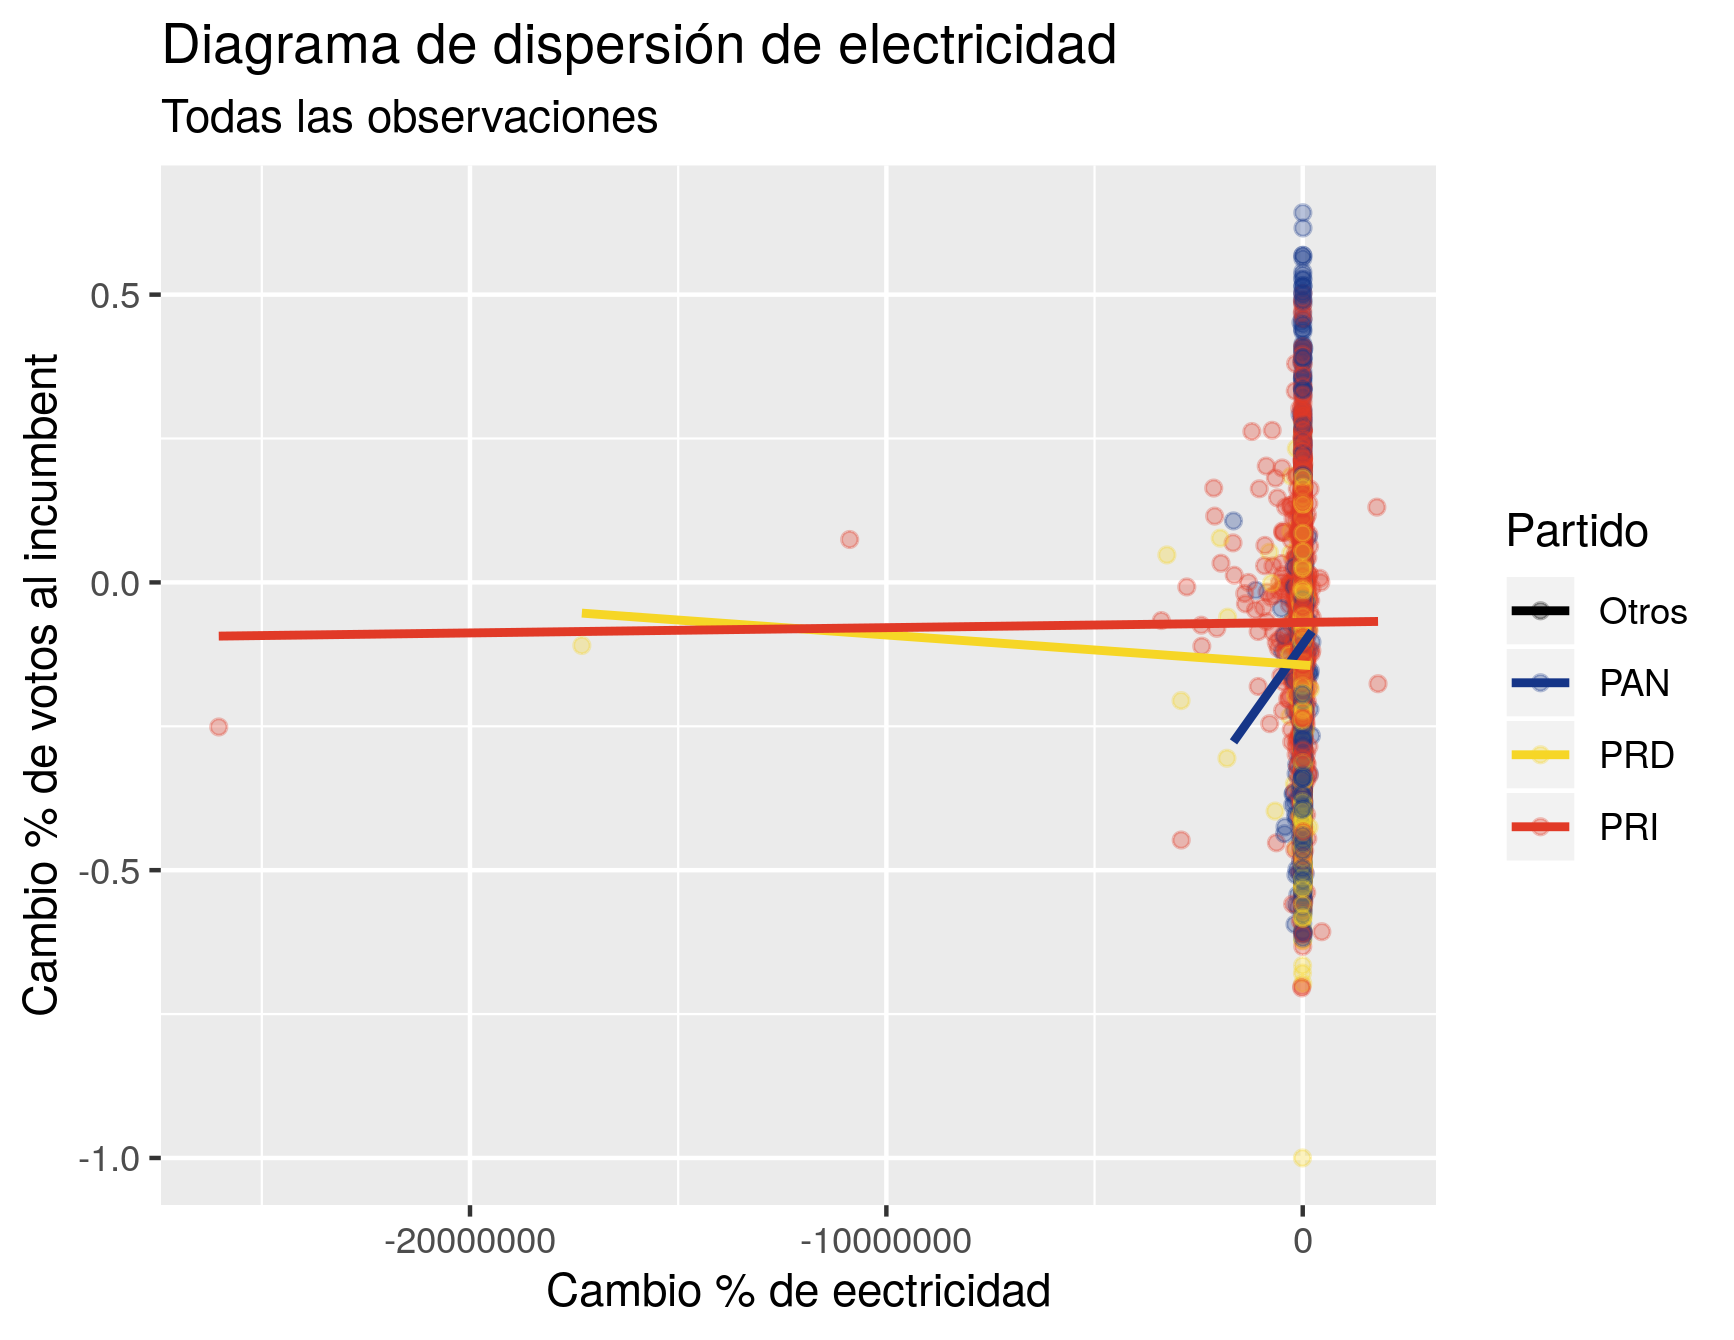 Diagrama de dispersión de electricidad
Todas las observaciones
Cambio % de votos al incumbent
0.5
0.0
-0.5
-1.0
-20000000
-10000000
0
Cambio % de eectricidad
Partido
Otros
PAN
PRD
PRI